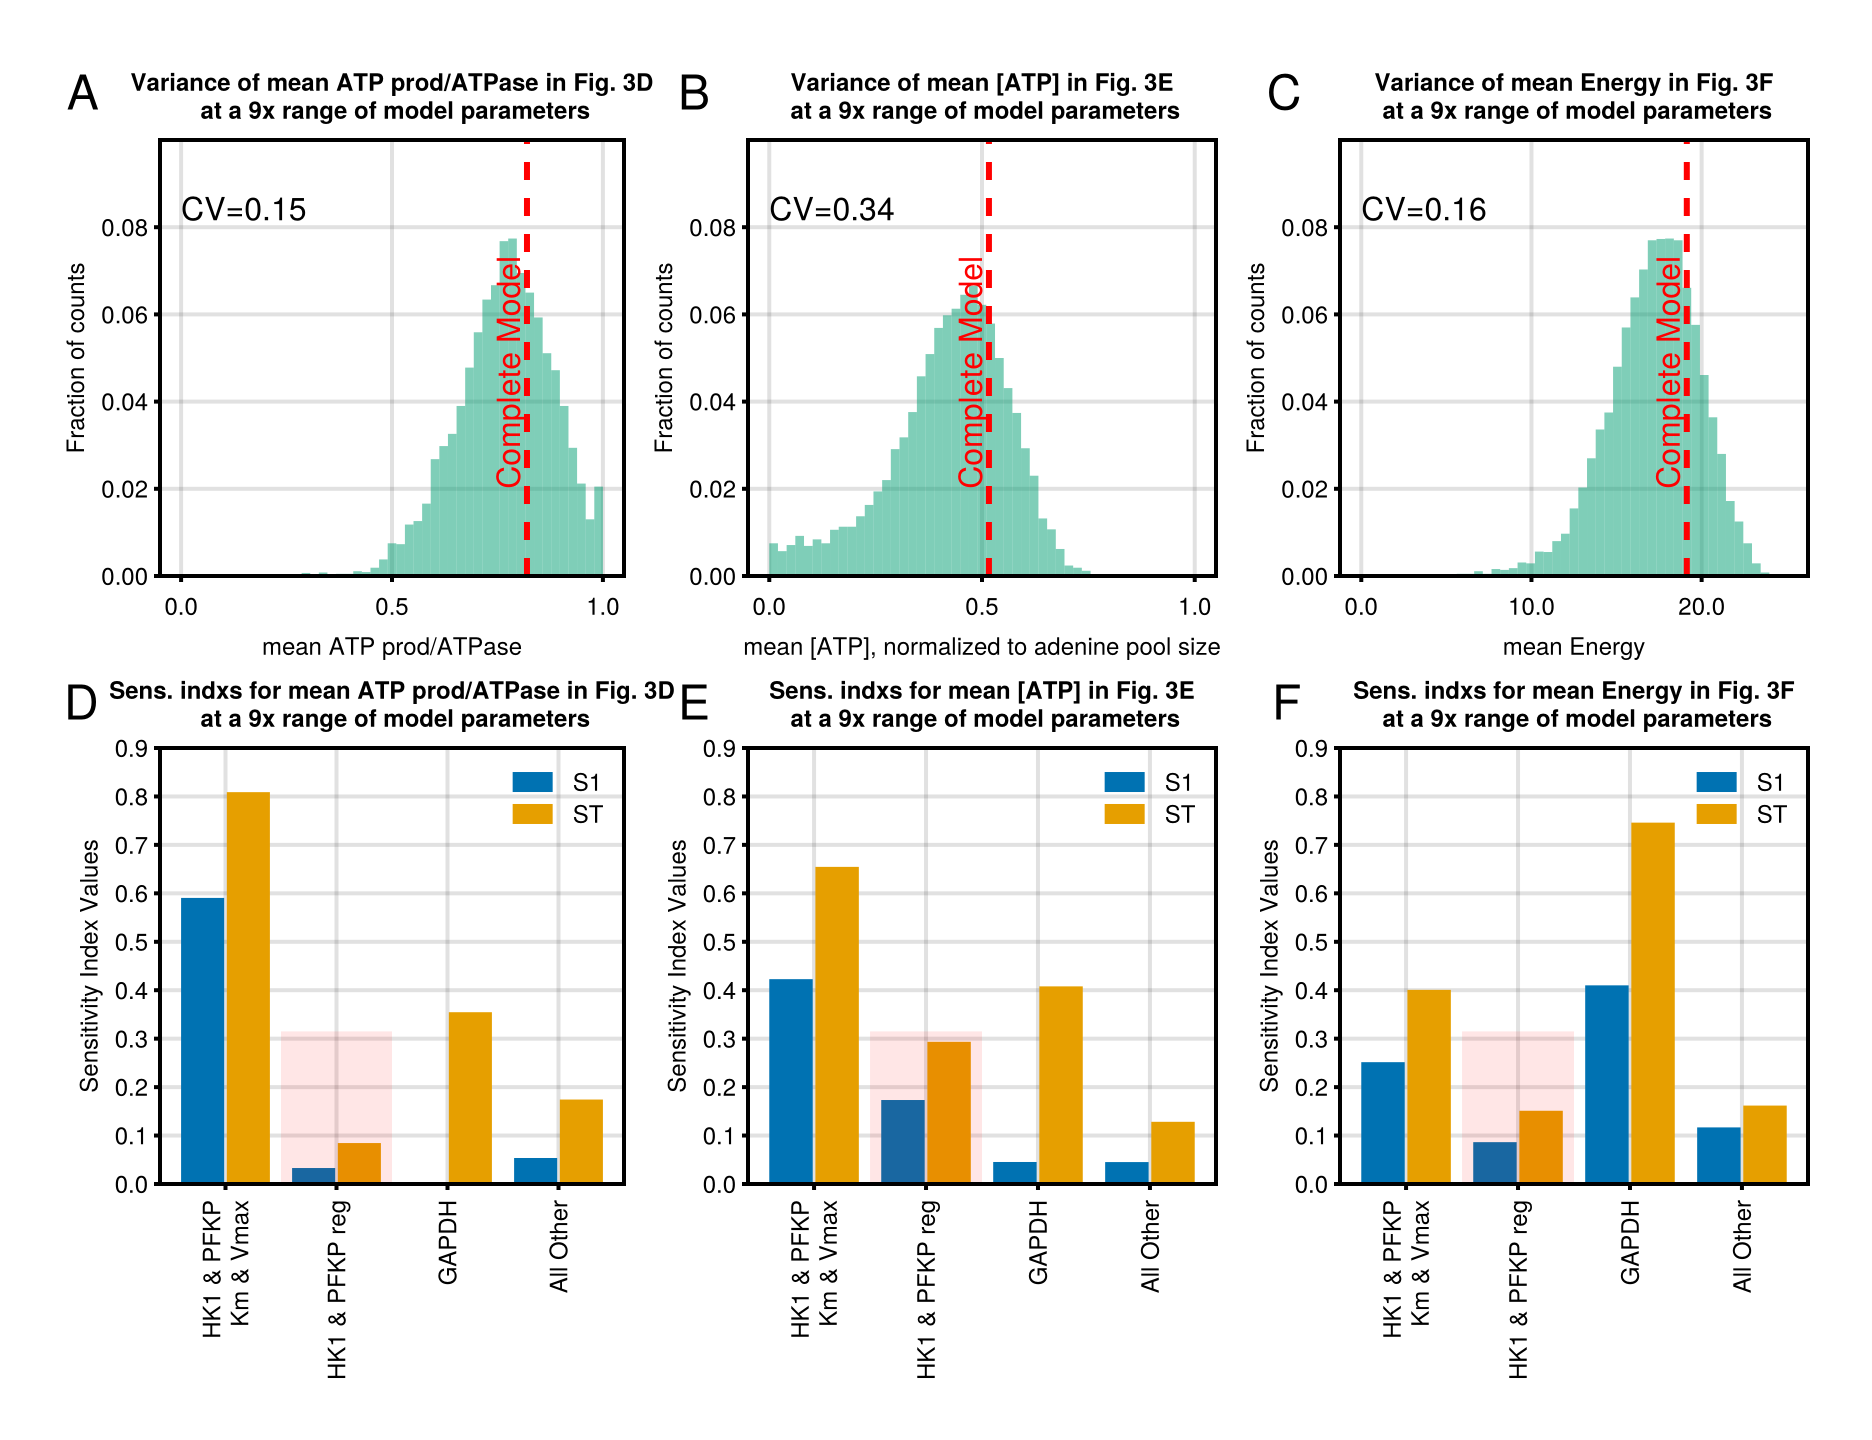 A
Variance of mean ATP prod/ATPase in Fig. 3D
at a 9x range of model parameters
CV=0.15
Complete Model
Fraction of counts
0.08
0.06
0.04
0.02
0.00
0.0 0.5 1.0
mean ATP prod/ATPase
B
Variance of mean [ATP] in Fig. 3E
at a 9x range of model parameters
CV=0.34
Complete Model
Fraction of counts
0.08
0.06
0.04
0.02
0.00
0.0 0.5 1.0
mean [ATP], normalized to adenine pool size
C
Variance of mean Energy in Fig. 3F
at a 9x range of model parameters
CV=0.16
Complete Model
Fraction of counts
0.08
0.06
0.04
0.02
0.00
0.0 10.0 20.0
mean Energy
D
Sens. indxs for mean ATP prod/ATPase in Fig. 3D
at a 9x range of model parameters
S1
ST
Sensitivity Index Values
0.9
0.8
0.7
0.6
0.5
0.4
0.3
0.2
0.1
0.0
HK1 & PFKP
Km & Vmax
HK1 & PFKP reg
GAPDH
All Other
E
Sens. indxs for mean [ATP] in Fig. 3E
at a 9x range of model parameters
S1
ST
Sensitivity Index Values
0.9
0.8
0.7
0.6
0.5
0.4
0.3
0.2
0.1
0.0
HK1 & PFKP
Km & Vmax
HK1 & PFKP reg
GAPDH
All Other
F
Sens. indxs for mean Energy in Fig. 3F
at a 9x range of model parameters
S1
ST
Sensitivity Index Values
0.9
0.8
0.7
0.6
0.5
0.4
0.3
0.2
0.1
0.0
HK1 & PFKP
Km & Vmax
HK1 & PFKP reg
GAPDH
All Other